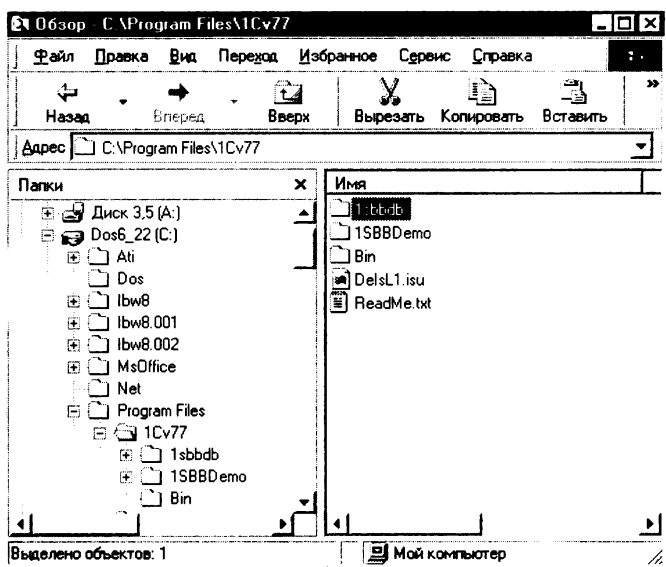 Обзор - C:\Program Files\1Cv77
Файл Правка Вид Переход Избранное Сервис Справка
Назад Вперед Вверх Вырезать Копировать Вставить »
Адрес C:\Program Files\1Cv77
Папки
Диск 3,5 (A:)
Dos6_22 (C:)
Ati
Dos
Ibw8
Ibw8.001
Ibw8.002
MsOffice
Net
Program Files
1Cv77
1sbbdb
1SBBDemo
Bin
Имя
1sbbdb
1SBBDemo
Bin
DelsL1.isu
ReadMe.txt
Выделено объектов: 1
Мой компьютер